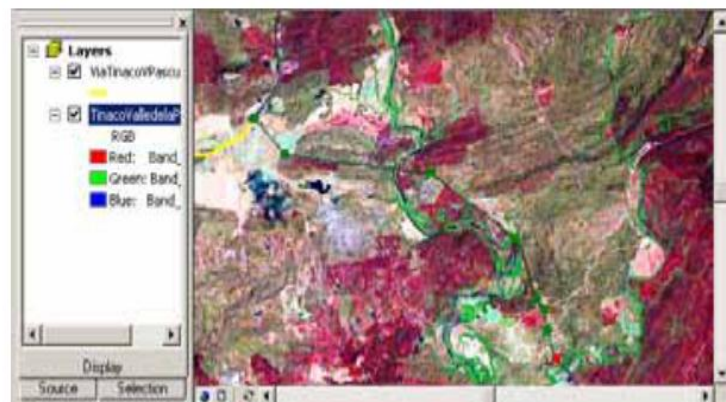 Layers
ViaTinacoVPascu
TinacoValledelaP
RGB
Red: Band_
Green: Band_
Blue: Band_
Display
Source
Selection